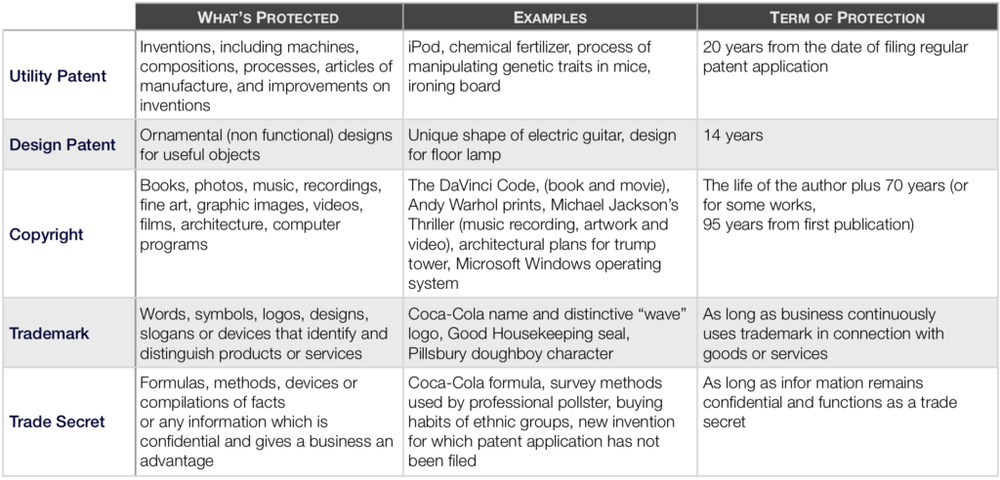 WHAT'S PROTECTED
EXAMPLES
TERM OF PROTECTION
Utility Patent
Inventions, including machines,
compositions, processes, articles of
manufacture, and improvements on
inventions
iPod, chemical fertilizer, process of
manipulating genetic traits in mice,
ironing board
20 years from the date of filing regular
patent application
Design Patent
Ornamental (non functional) designs
for useful objects
Unique shape of electric guitar, design
for floor lamp
14 years
Copyright
Books, photos, music, recordings,
fine art, graphic images, videos,
films, architecture, computer
programs
The DaVinci Code, (book and movie),
Andy Warhol prints, Michael Jackson's
Thriller (music recording, artwork and
video), architectural plans for trump
tower, Microsoft Windows operating
system
The life of the author plus 70 years (or
for some works,
95 years from first publication)
Trademark
Words, symbols, logos, designs,
slogans or devices that identify and
distinguish products or services
Coca-Cola name and distinctive “wave”
logo, Good Housekeeping seal,
Pillsbury doughboy character
As long as business continuously
uses trademark in connection with
goods or services
Trade Secret
Formulas, methods, devices or
compilations of facts
or any information which is
confidential and gives a business an
advantage
Coca-Cola formula, survey methods
used by professional pollster, buying
habits of ethnic groups, new invention
for which patent application has not
been filed
As long as infor mation remains
confidential and functions as a trade
secret